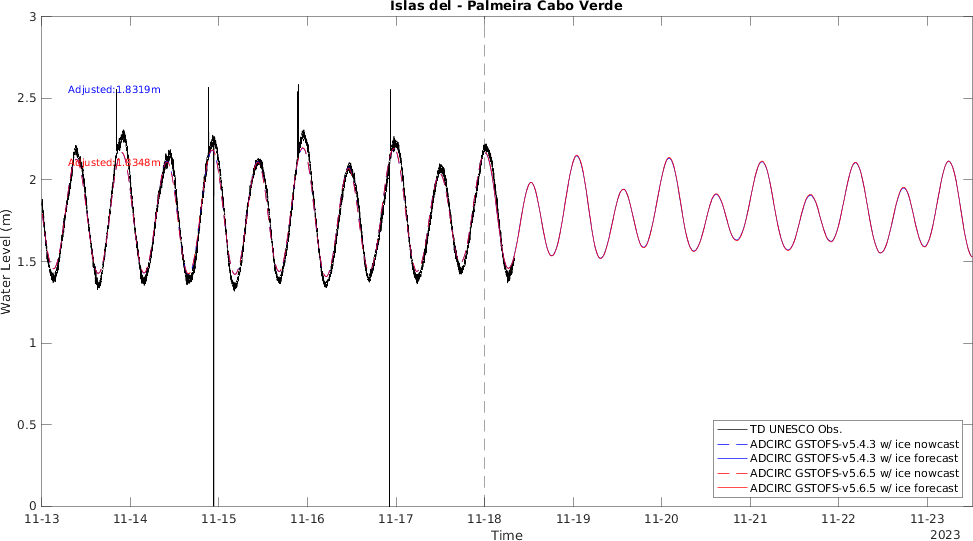 Islas del - Palmeira Cabo Verde
3
2.5
2
1.5
1
0.5
0
Water Level (m)
Adjusted:1.8319m
Adjusted:1.8348m
TD UNESCO Obs.
ADCIRC GSTOFS-v5.4.3 w/ ice nowcast
ADCIRC GSTOFS-v5.4.3 w/ ice forecast
ADCIRC GSTOFS-v5.6.5 w/ ice nowcast
ADCIRC GSTOFS-v5.6.5 w/ ice forecast
11-13 11-14 11-15 11-16 11-17 11-18 11-19 11-20 11-21 11-22 11-23
Time
2023